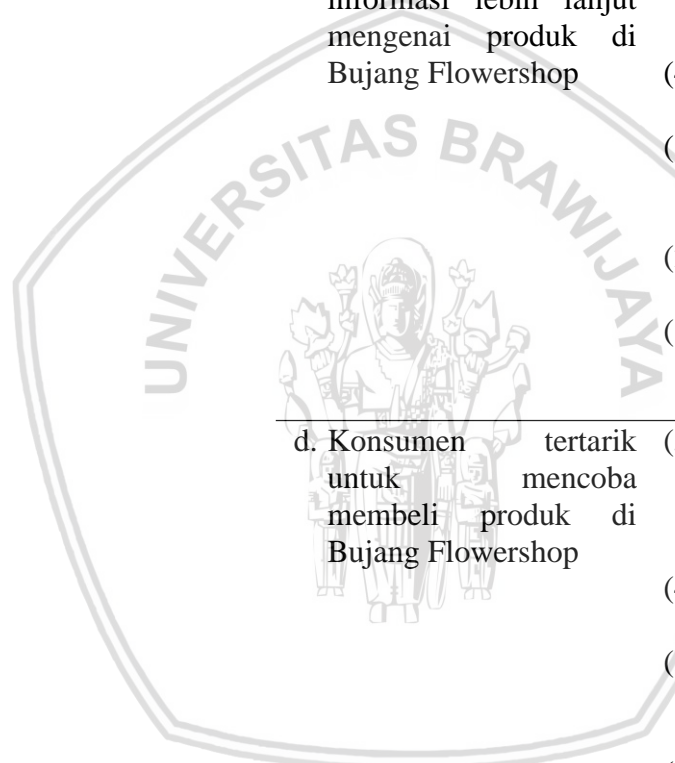 informasi lebih lanjut
mengenai produk di
Bujang Flowershop
(
(
(
(
d. Konsumen tertarik (
untuk mencoba
membeli produk di
Bujang Flowershop
(
(
UNIVERSITAS BRAWIJAYA